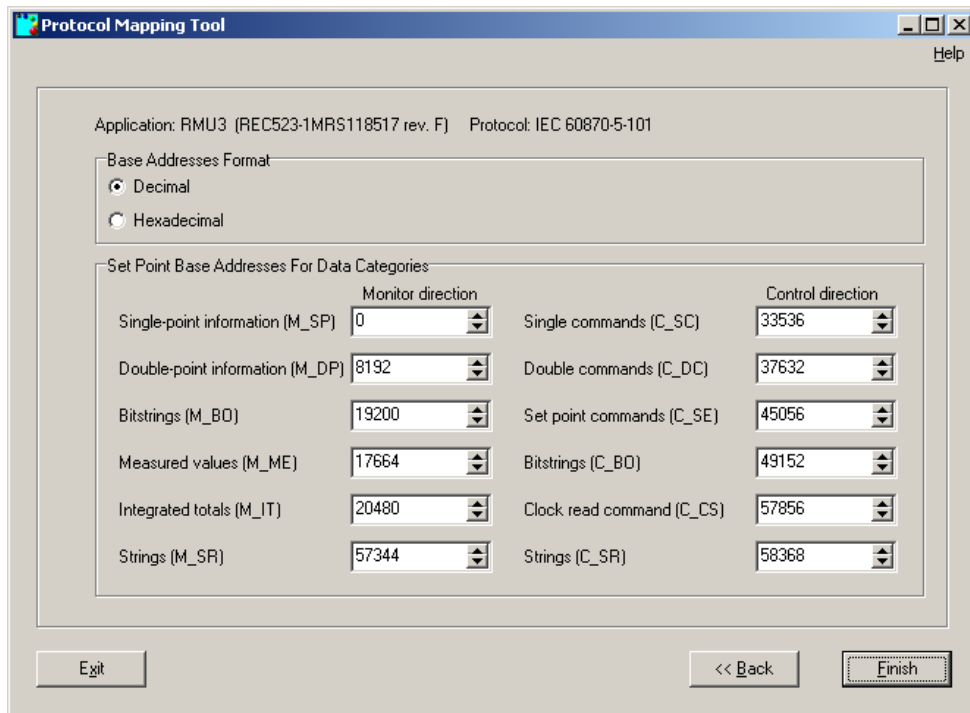 Protocol Mapping Tool
Help
Application: RMU3 (REC523-1MRS118517 rev. F) Protocol: IEC 60870-5-101
Base Addresses Format
Decimal
Hexadecimal
Set Point Base Addresses For Data Categories
Monitor direction Control direction
Single-point information (M_SP) 0 Single commands (C_SC) 33536
Double-point information (M_DP) 8192 Double commands (C_DC) 37632
Bitstrings (M_BO) 19200 Set point commands (C_SE) 45056
Measured values (M_ME) 17664 Bitstrings (C_BO) 49152
Integrated totals (M_IT) 20480 Clock read command (C_CS) 57856
Strings (M_SR) 57344 Strings (C_SR) 58368
Exit << Back Finish